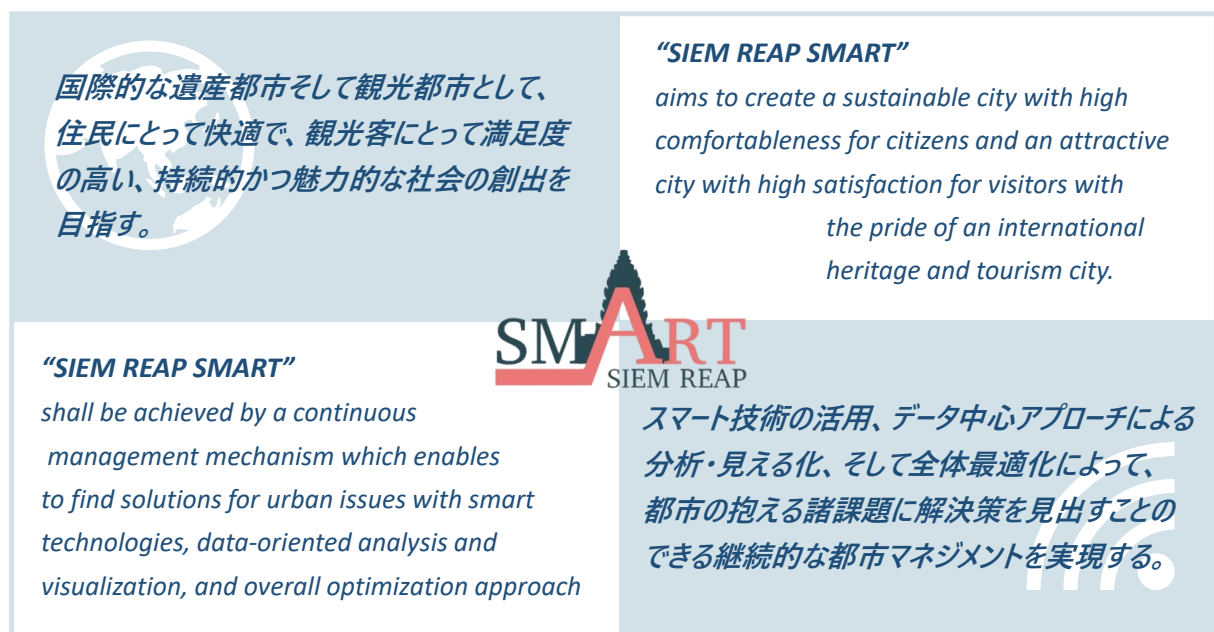 国際的な遺産都市そして観光都市として、
住民にとって快適で、観光客にとって満足度
の高い、持続的かつ魅力的な社会の創出を
目指す。
“SIEM REAP SMART”
aims to create a sustainable city with high
comfortableness for citizens and an attractive
city with high satisfaction for visitors with
the pride of an international
heritage and tourism city.
SMART
SIEM REAP
“SIEM REAP SMART”
shall be achieved by a continuous
management mechanism which enables
to find solutions for urban issues with smart
technologies, data-oriented analysis and
visualization, and overall optimization approach
スマート技術の活用、データ中心アプローチによる
分析・見える化、そして全体最適化によって、
都市の抱える諸課題に解決策を見出すことの
できる継続的な都市マネジメントを実現する。